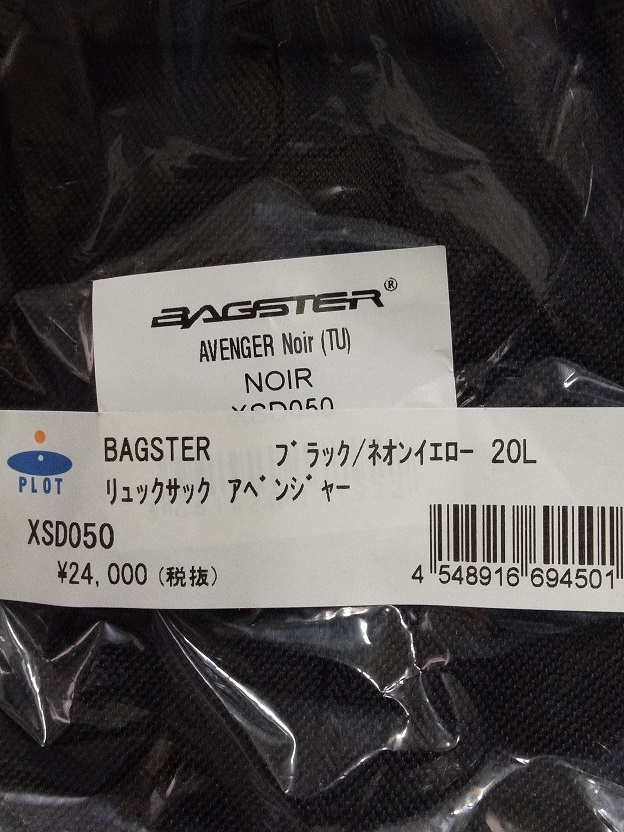 BAGSTER®
AVENGER Noir (TU)
NOIR
XSD050
PLOT
BAGSTER ブラック/ネオンイエロー 20L
リュックサック アベンジャー
XSD050
¥24,000 (税抜)
4 548916 694501